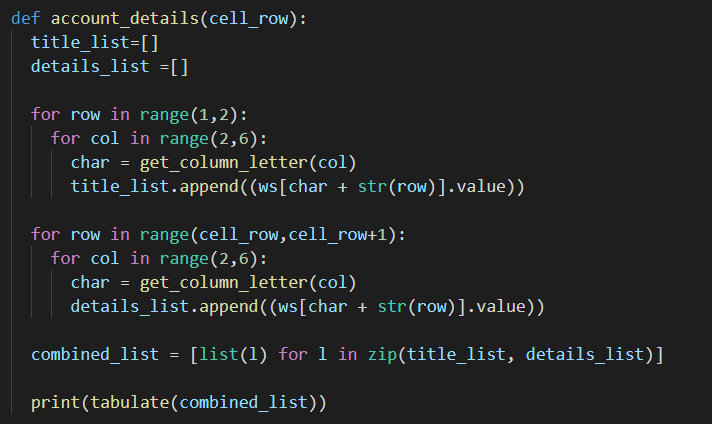 def account_details(cell_row):
  title_list=[]
  details_list =[]

  for row in range(1,2):
    for col in range(2,6):
      char = get_column_letter(col)
      title_list.append((ws[char + str(row)].value))

  for row in range(cell_row,cell_row+1):
    for col in range(2,6):
      char = get_column_letter(col)
      details_list.append((ws[char + str(row)].value))

  combined_list = [list(l) for l in zip(title_list, details_list)]

  print(tabulate(combined_list))